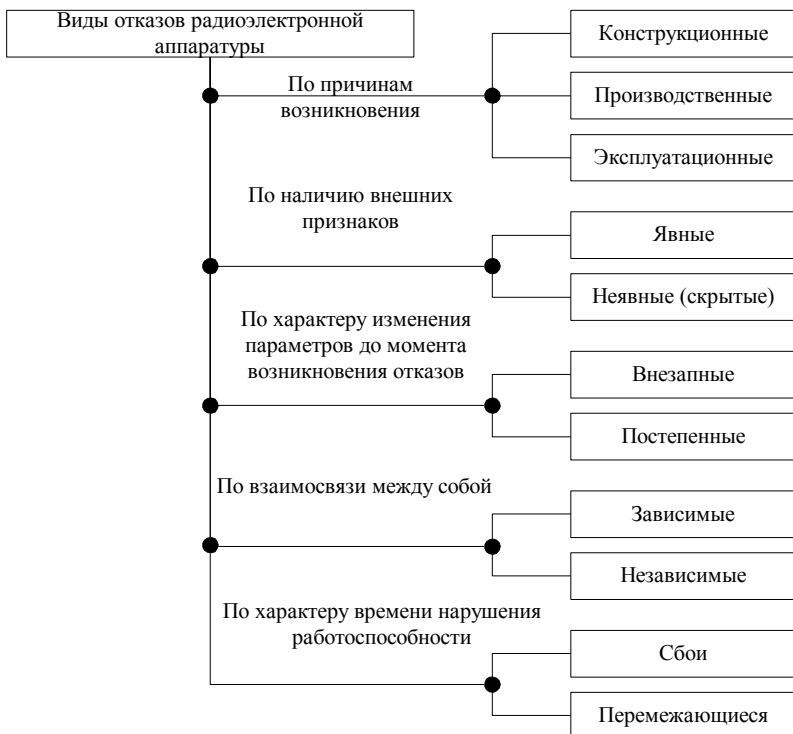 Виды отказов радиоэлектронной
аппаратуры
По причинам
возникновения
Конструкционные
Производственные
Эксплуатационные
По наличию внешних
признаков
Явные
Неявные (скрытые)
По характеру изменения
параметров до момента
возникновения отказов
Внезапные
Постепенные
По взаимосвязи между собой
Зависимые
Независимые
По характеру времени нарушения
работоспособности
Сбои
Перемежающиеся